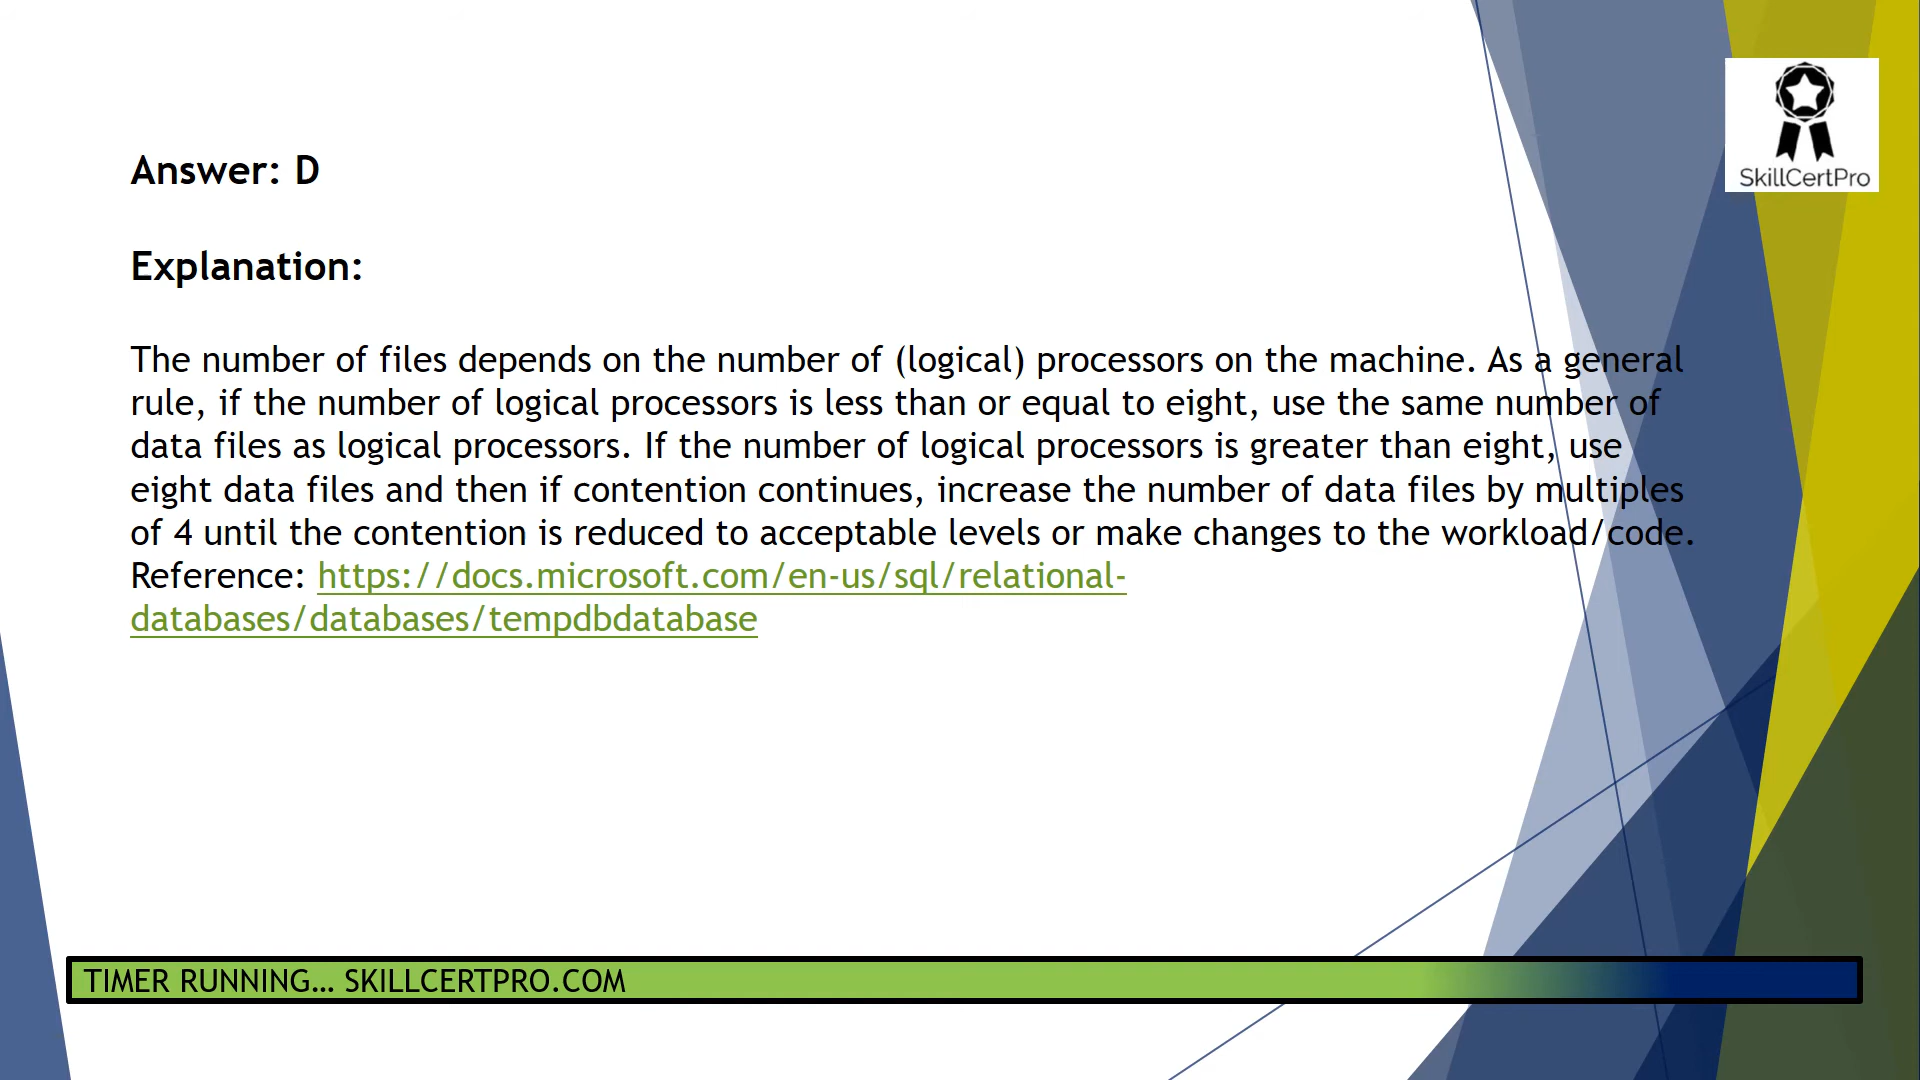 SkillCertPro
Answer: D
Explanation:
The number of files depends on the number of (logical) processors on the machine. As a general
rule, if the number of logical processors is less than or equal to eight, use the same number of
data files as logical processors. If the number of logical processors is greater than eight, use
eight data files and then if contention continues, increase the number of data files by multiples
of 4 until the contention is reduced to acceptable levels or make changes to the workload/code.
Reference: https://docs.microsoft.com/en-us/sql/relational-
databases/databases/tempdbdatabase
TIMER RUNNING... SKILLCERTPRO.COM